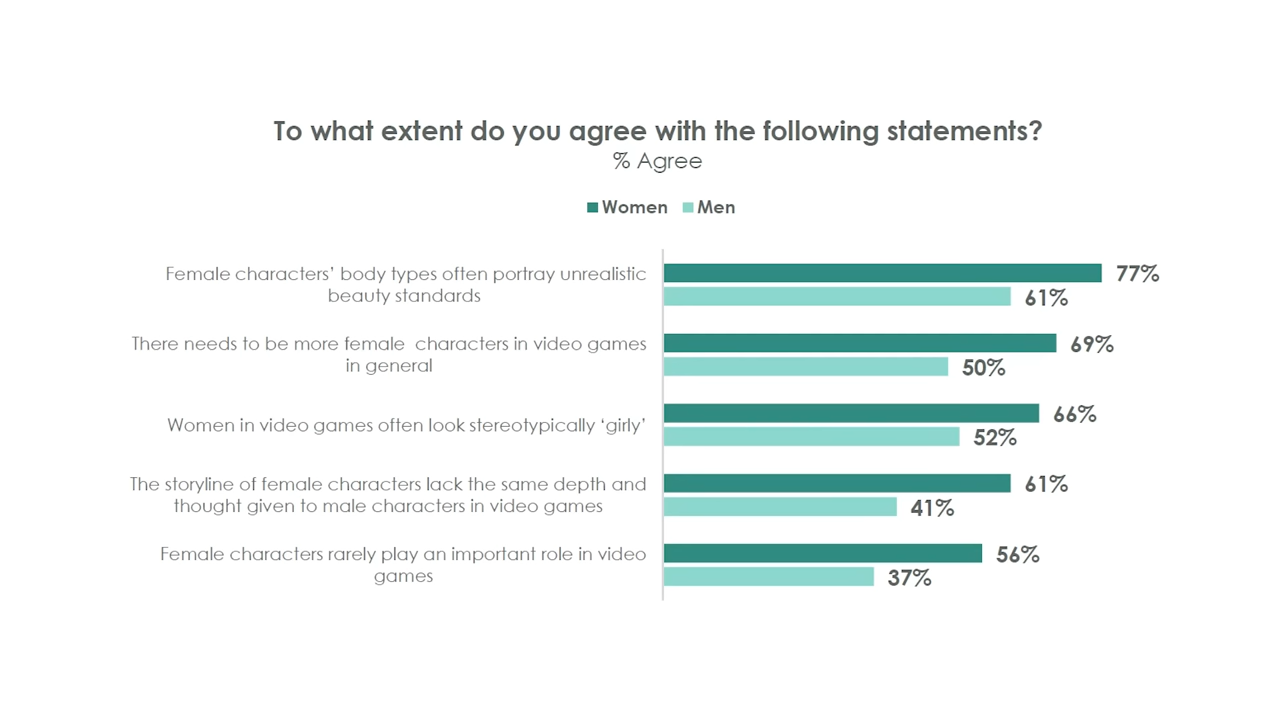 To what extent do you agree with the following statements?
% Agree
Women Men
Female characters’ body types often portray unrealistic
beauty standards
77%
61%
There needs to be more female  characters in video games
in general
69%
50%
Women in video games often look stereotypically ‘girly’
66%
52%
The storyline of female characters lack the same depth and
thought given to male characters in video games
61%
41%
Female characters rarely play an important role in video
games
56%
37%